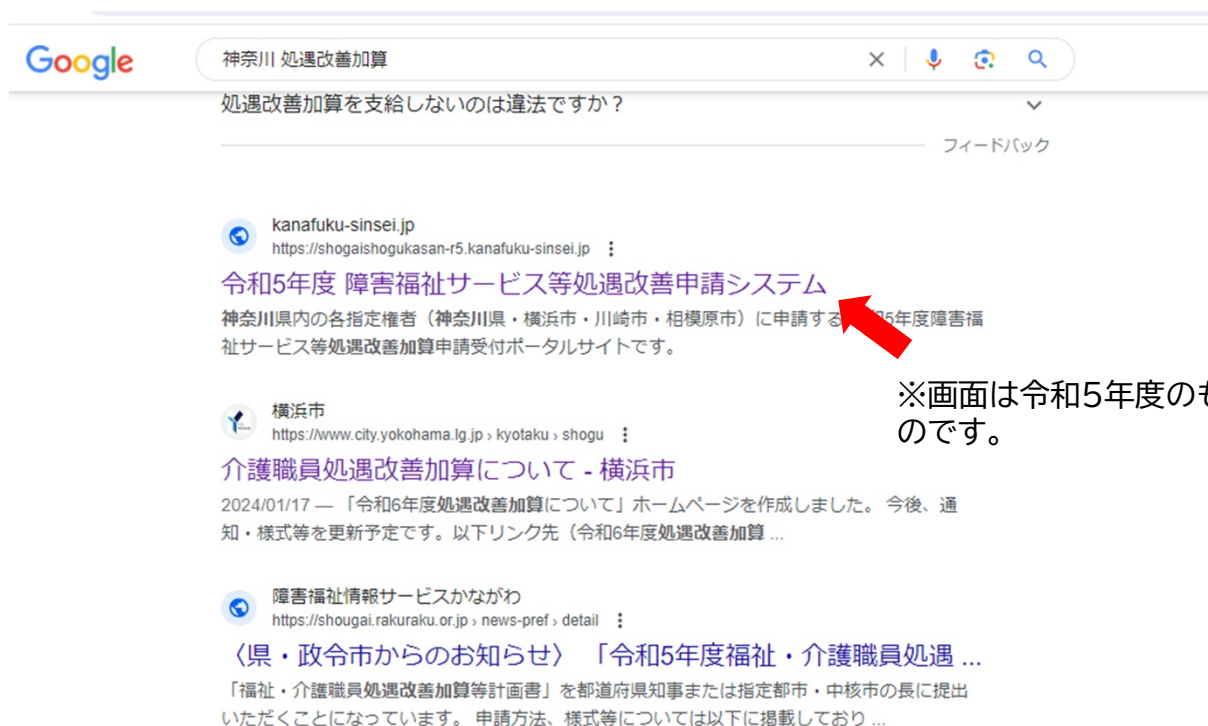 Google
神奈川 処遇改善加算
処遇改善加算を支給しないのは違法ですか？
フィードバック
kanafuku-sinsei.jp
https://shogaishogukasan-r5.kanafuku-sinsei.jp
令和5年度 障害福祉サービス等処遇改善申請システム
神奈川県内の各指定権者（神奈川県・横浜市・川崎市・相模原市）に申請する 5年度障害福
祉サービス等処遇改善加算申請受付ポータルサイトです。
※画面は令和5年度のも
のです。
横浜市
https://www.city.yokohama.lg.jp › kyotaku › shogu
介護職員処遇改善加算について - 横浜市
2024/01/17 — 「令和6年度処遇改善加算について」ホームページを作成しました。 今後、通
知・様式等を更新予定です。以下リンク先（令和6年度処遇改善加算 ...
障害福祉情報サービスかながわ
https://shougai.rakuraku.or.jp › news-pref › detail
〈県・政令市からのお知らせ〉 「令和5年度福祉・介護職員処遇 ...
「福祉・介護職員処遇改善加算等計画書」を都道府県知事または指定都市・中核市の長に提出
いただくことになっています。 申請方法、様式等については以下に掲載しており ...